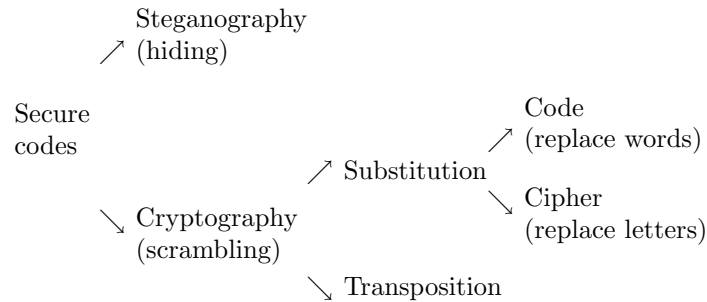 Steganography
(hiding)
Secure
codes
Code
(replace words)
Substitution
Cipher
(replace letters)
Cryptography
(scrambling)
Transposition